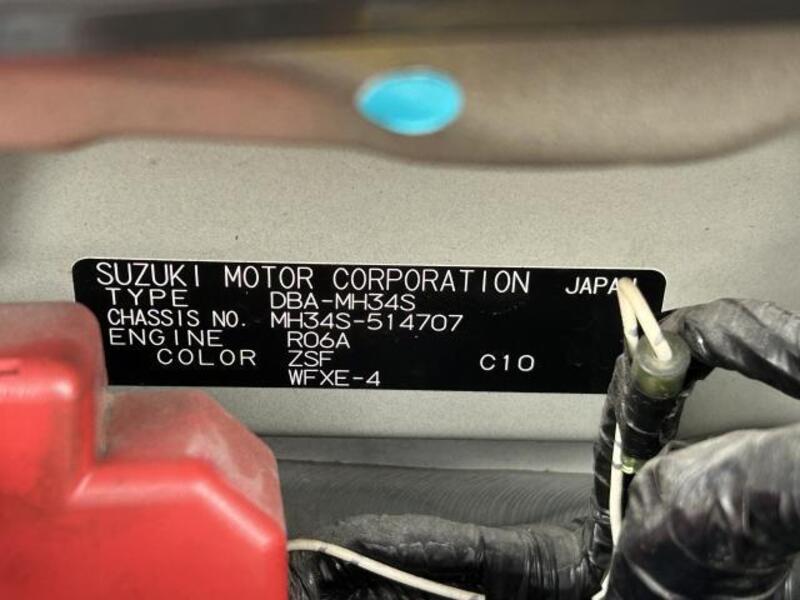 SUZUKI MOTOR CORPORATION JAPAN
TYPE DBA-MH34S
CHASSIS NO. MH34S-514707
ENGINE R06A
COLOR ZSF C10
WFXE-4